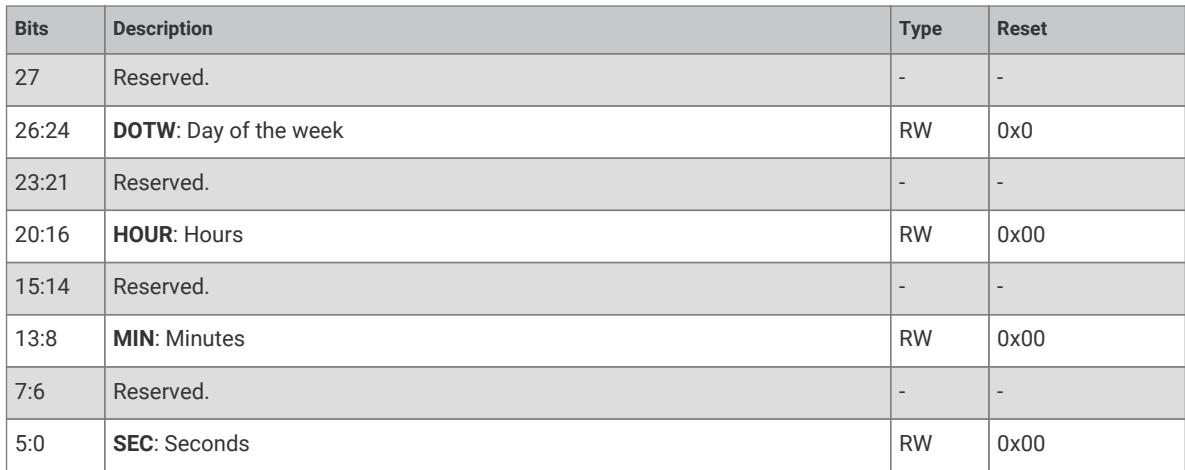 Bits Description Type Reset
27 Reserved. - -
26:24 DOTW: Day of the week RW 0x0
23:21 Reserved. - -
20:16 HOUR: Hours RW 0x00
15:14 Reserved. - -
13:8 MIN: Minutes RW 0x00
7:6 Reserved. - -
5:0 SEC: Seconds RW 0x00